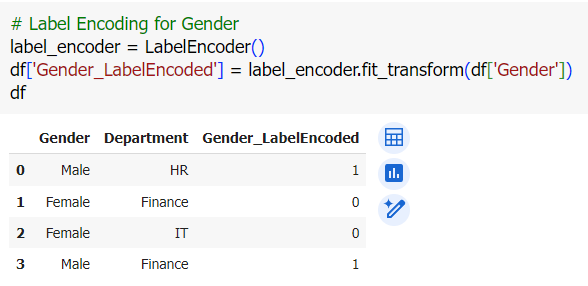 # Label Encoding for Gender
label_encoder = LabelEncoder()
df['Gender_LabelEncoded'] = label_encoder.fit_transform(df['Gender'])
df
Gender Department Gender_LabelEncoded
0 Male HR 1
1 Female Finance 0
2 Female IT 0
3 Male Finance 1